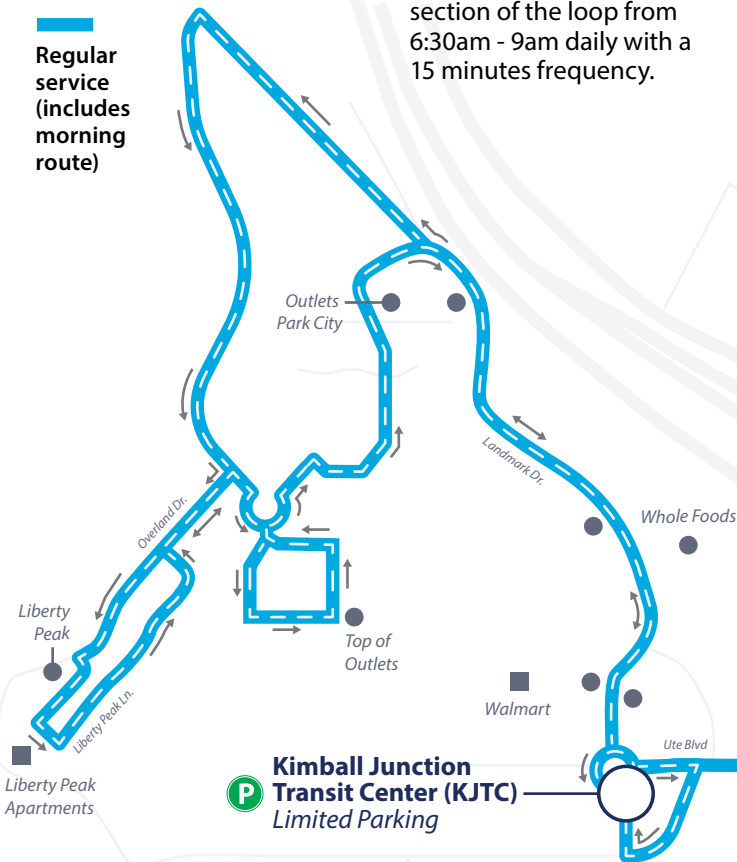 section of the loop from
6:30am - 9am daily with a
15 minutes frequency.
Regular
service
(includes
morning
route)
Outlets
Park City
Landmark Dr.
Whole Foods
Overland Dr.
Liberty
Peak
Top of
Outlets
Liberty Peak Ln.
Walmart
Ute Blvd
Liberty Peak
Apartments
P
Kimball Junction
Transit Center (KJTC)
Limited Parking